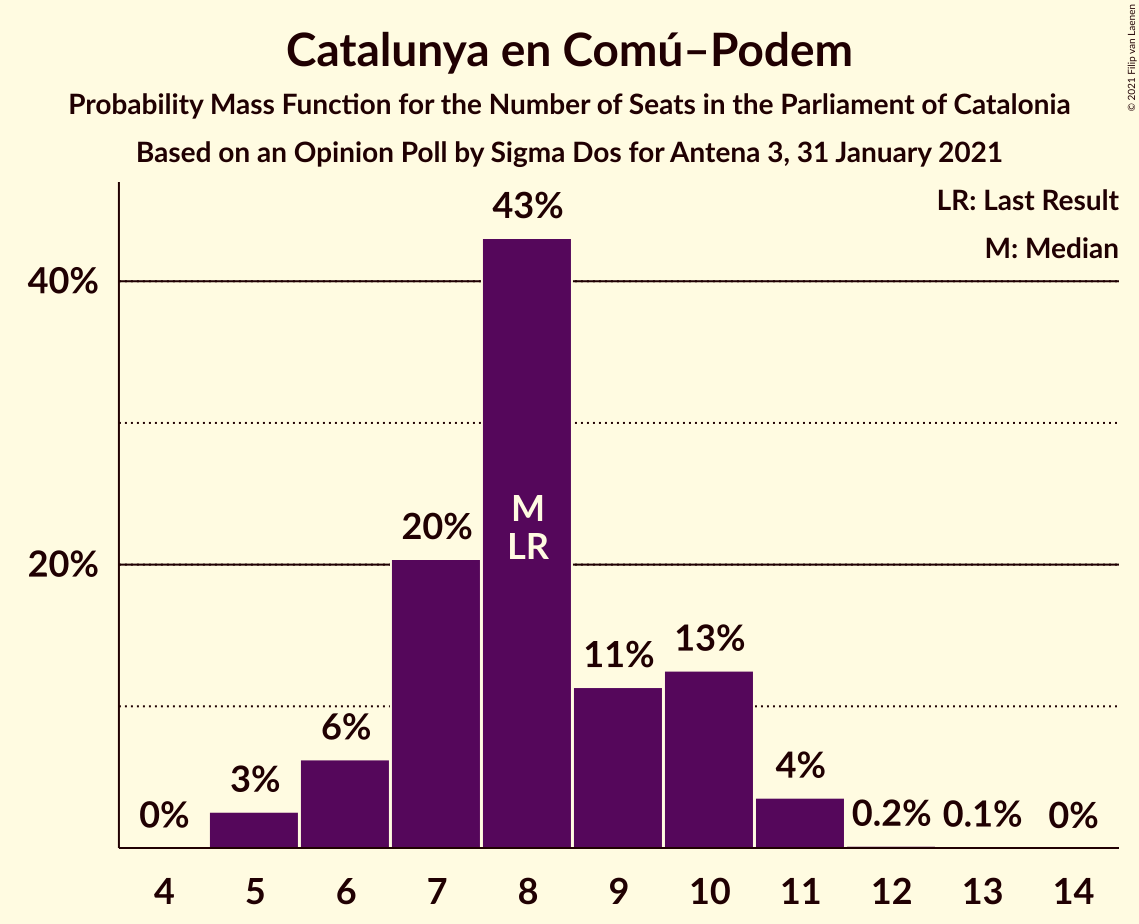 Catalunya en Comú–Podem
Probability Mass Function for the Number of Seats in the Parliament of Catalonia
Based on an Opinion Poll by Sigma Dos for Antena 3, 31 January 2021
© 2021 Filip van Laenen
LR: Last Result
M: Median
43%
40%
M
LR
20%
20%
13%
11%
6%
4%
3%
0%
0.2%
0.1%
0%
4 5 6 7 8 9 10 11 12 13 14